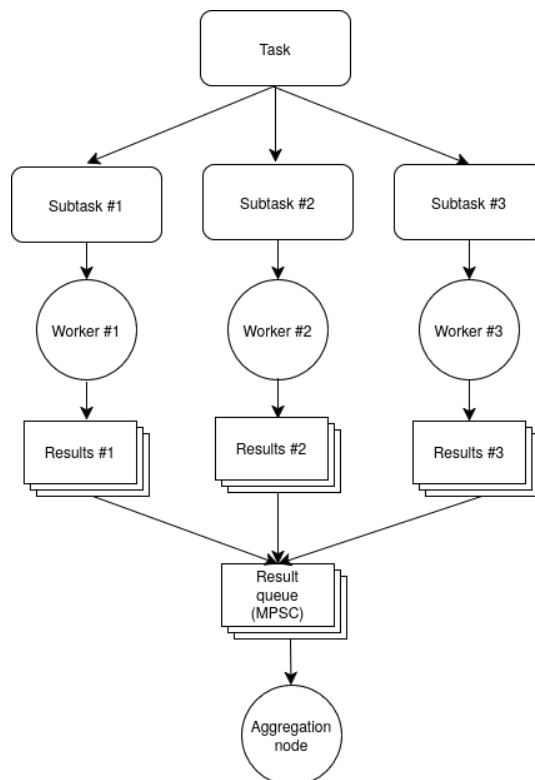 Task
Subtask #1
Subtask #2
Subtask #3
Worker #1
Worker #2
Worker #3
Results #1
Results #2
Results #3
Result
queue
(MPSC)
Aggregation
node